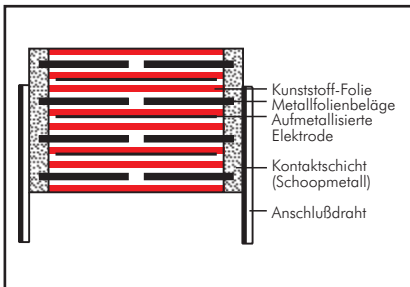 Kunststoff-Folie
Metallfolienbeläge
Aufmetallisierte
Elektrode
Kontaktschicht
(Schoopmetall)
Anschlußdraht